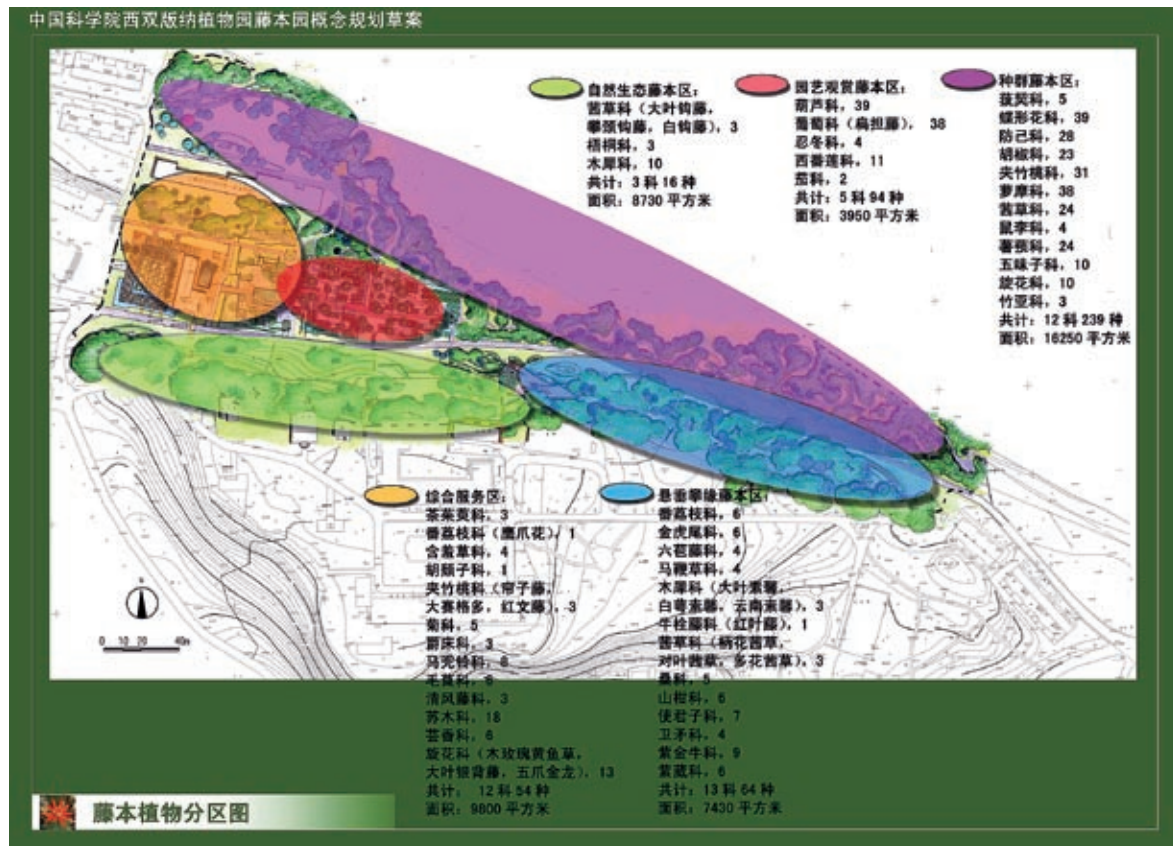 中国科学院西双版纳植物园藤本园概念规划草案
自然生态藤本区：
茜草科（大叶钩藤，
攀颈钩藤，白钩藤），3
梧桐科，3
木犀科，10
共计：3科16种
面积：8730平方米
园艺观赏藤本区：
葫芦科，39
葡萄科（扁担藤），38
忍冬科，4
西番莲科，11
茄科，2
共计：5科94种
面积：3950平方米
种群藤本区：
菝葜科，5
蝶形花科，39
防己科，28
胡椒科，23
夹竹桃科，31
萝摩科，38
茜草科，24
鼠李科，4
薯蓣科，24
五味子科，10
旋花科，10
竹亚科，3
共计：12科239种
面积：16250平方米
综合服务区：
茶茱萸科，3
番荔枝科（鹰爪花），1
含羞草科，4
胡颓子科，1
夹竹桃科（帘子藤，
大赛格多，红文藤），3
菊科，5
爵床科，3
马兜铃科，
毛茛科，
清风藤科，3
苏木科，18
芸香科，6
旋花科（木玫瑰黄鱼草，
大叶银背藤，五爪金龙），13
共计：12科54种
面积：9800平方米
悬垂攀缘藤本区：
番荔枝科，6
金虎尾科，6
六苞藤科，4
马鞭草科，4
木犀科（大叶素馨，
白萼素馨，云南素馨），3
牛栓藤科（红叶藤），1
茜草科（柄花茜草，
对叶茜草，多花茜草），3
桑科，5
山柑科，6
使君子科，7
卫矛科，4
紫金牛科，9
紫葳科，6
共计：13科64种
面积：7430平方米
N
0 10 20 40m
藤本植物分区图